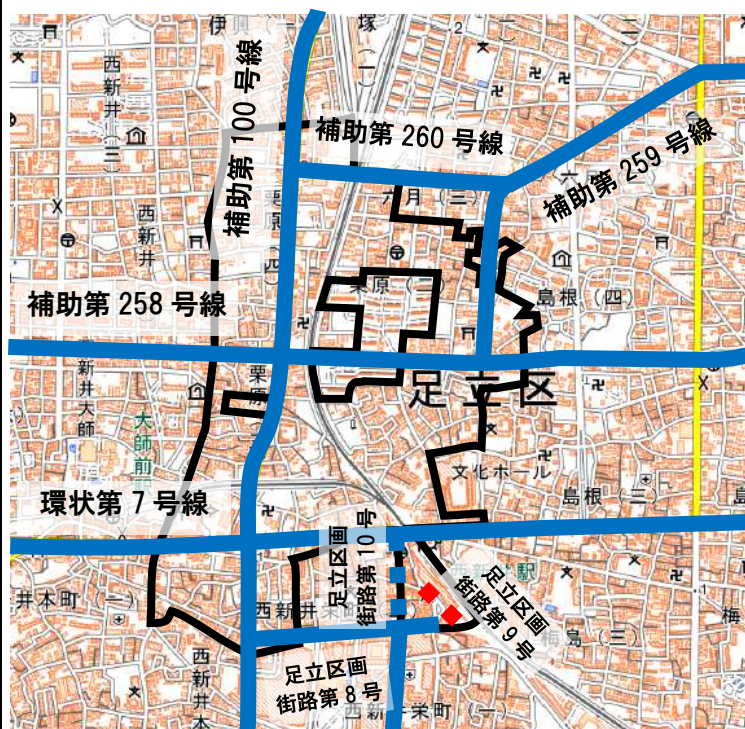 補助第 100 号線
補助第 260 号線
補助第 259 号線
補助第 258 号線
環状第 7 号線
足立区画
街路第 10 号
足立区画
街路第 9 号
足立区画
街路第 8 号
足立区
西新井(三)
西新井
六月(三)
島根(四)
栗原
新井大師
大師前
文化ホール
島根(三)
梅島(三)
西新井本